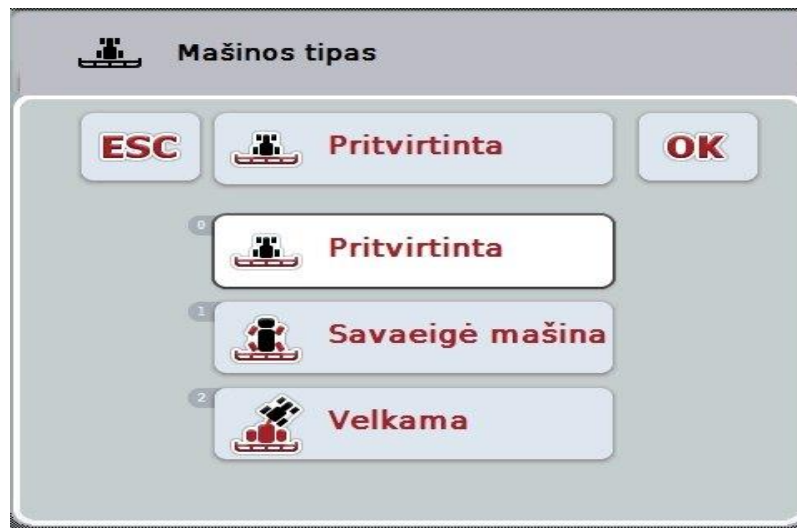 Mašinos tipas
ESC Pritvirtinta OK
0 Pritvirtinta
1 Savaeigė mašina
2 Velkama